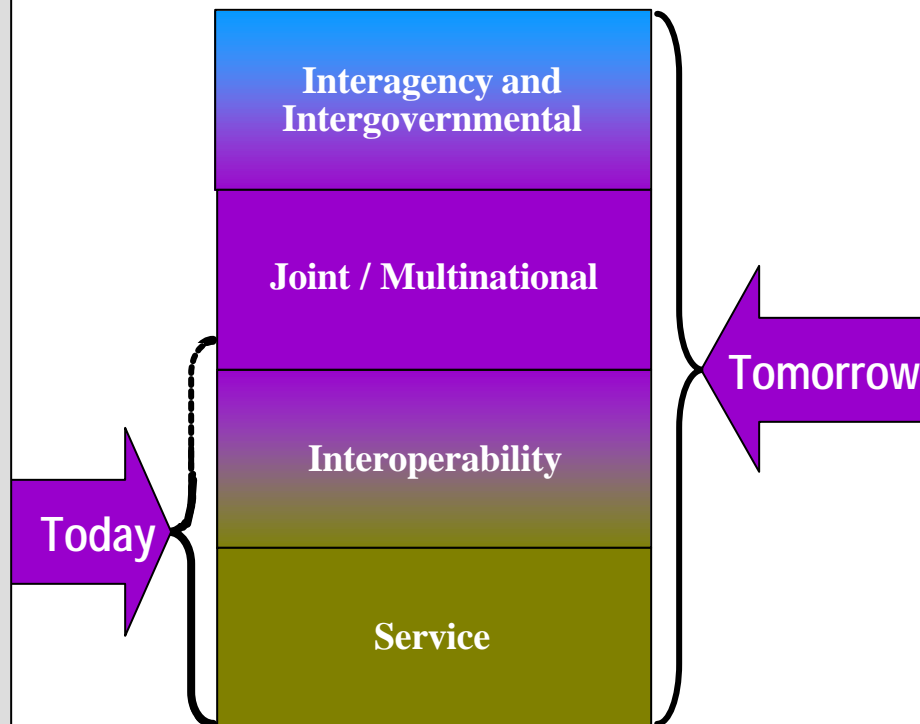 Interagency and
Intergovernmental
Joint / Multinational
Tomorrow
Interoperability
Today
Service